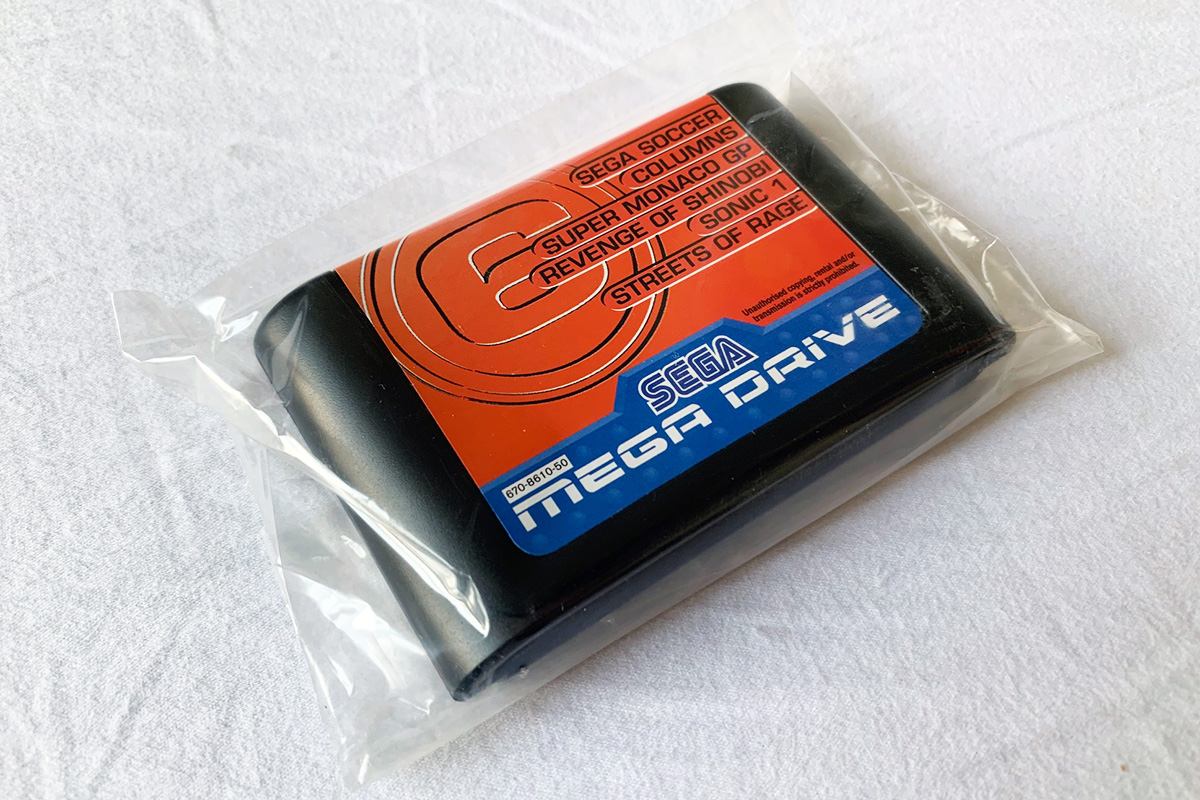 SEGA SOCCER
COLUMNS
SUPER MONACO GP
REVENGE OF SHINOBI
SONIC 1
STREETS OF RAGE
6
Unauthorised copying, rental and/or
transmission is strictly prohibited.
SEGA
MEGA DRIVE
670-8610-50